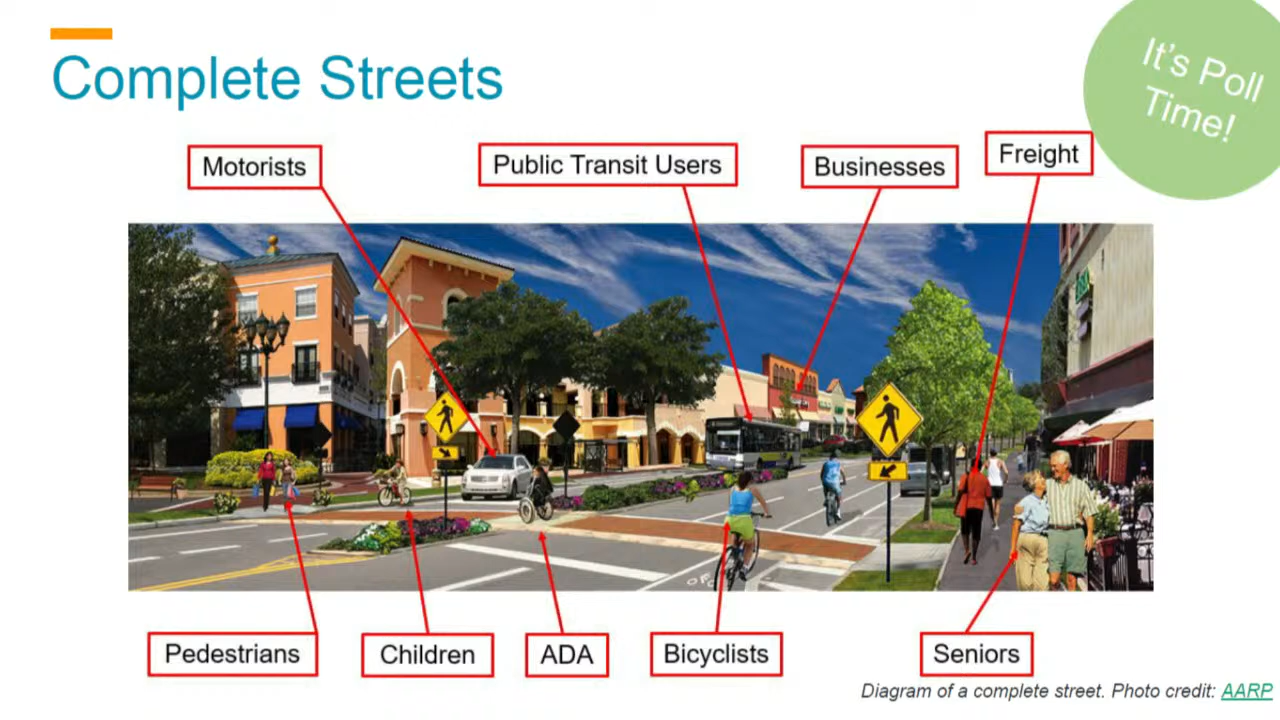 Complete Streets
It's Poll
Time!
Motorists
Public Transit Users
Businesses
Freight
Pedestrians
Children
ADA
Bicyclists
Seniors
Diagram of a complete street. Photo credit: AARP